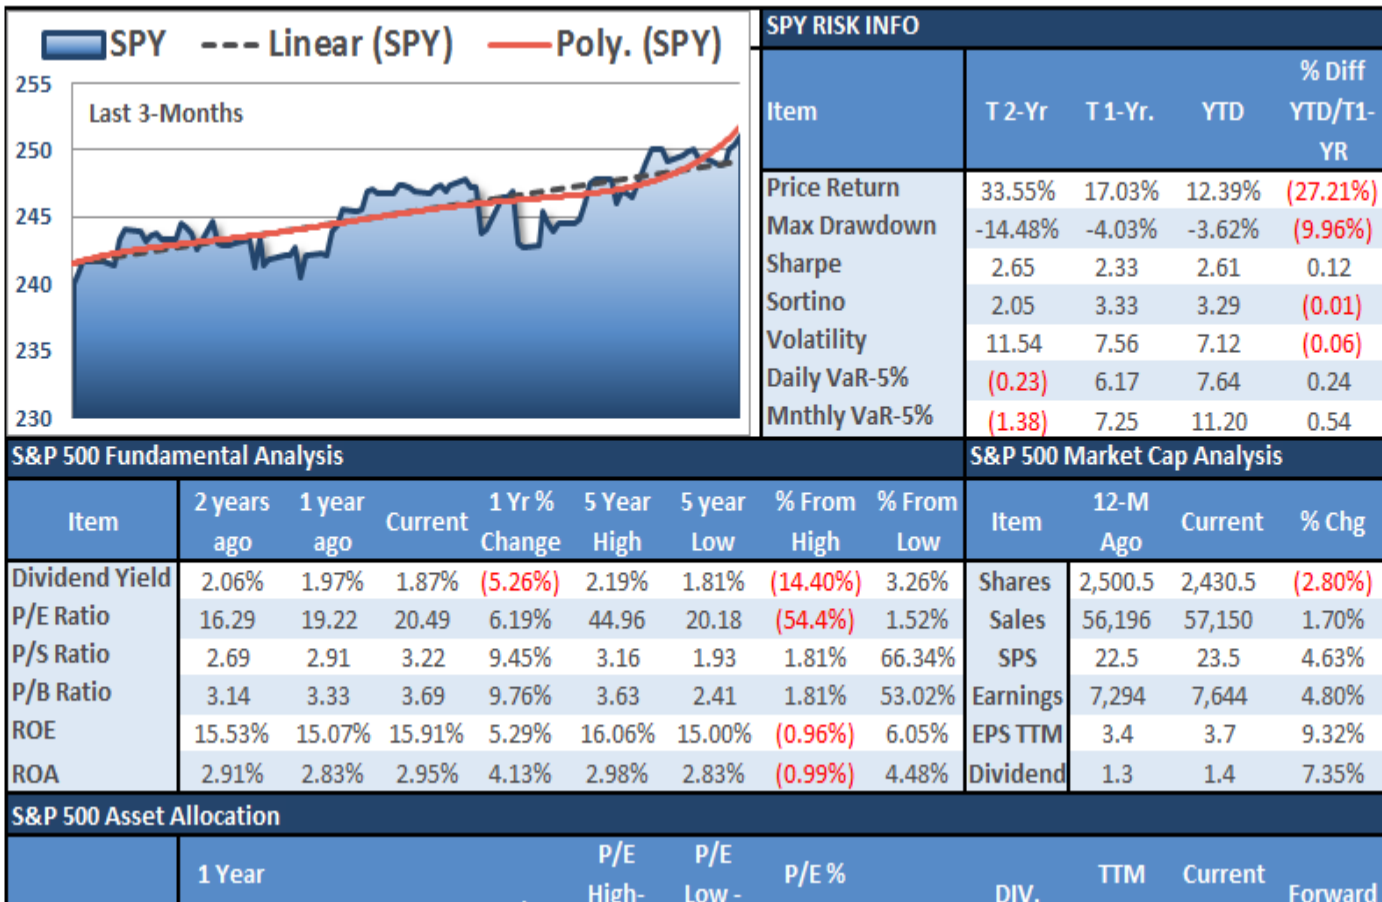 SPY Linear (SPY) Poly. (SPY)
255
Last 3-Months
250
245
240
235
230
SPY RISK INFO
Item T 2-Yr T 1-Yr. YTD % Diff YTD/T1-YR
Price Return 33.55% 17.03% 12.39% (27.21%)
Max Drawdown -14.48% -4.03% -3.62% (9.96%)
Sharpe 2.65 2.33 2.61 0.12
Sortino 2.05 3.33 3.29 (0.01)
Volatility 11.54 7.56 7.12 (0.06)
Daily VaR-5% (0.23) 6.17 7.64 0.24
Mnthly VaR-5% (1.38) 7.25 11.20 0.54
S&P 500 Fundamental Analysis
Item 2 years ago 1 year ago Current 1 Yr % Change 5 Year High 5 year Low % From High % From Low
Dividend Yield 2.06% 1.97% 1.87% (5.26%) 2.19% 1.81% (14.40%) 3.26%
P/E Ratio 16.29 19.22 20.49 6.19% 44.96 20.18 (54.4%) 1.52%
P/S Ratio 2.69 2.91 3.22 9.45% 3.16 1.93 1.81% 66.34%
P/B Ratio 3.14 3.33 3.69 9.76% 3.63 2.41 1.81% 53.02%
ROE 15.53% 15.07% 15.91% 5.29% 16.06% 15.00% (0.96%) 6.05%
ROA 2.91% 2.83% 2.95% 4.13% 2.98% 2.83% (0.99%) 4.48%
S&P 500 Market Cap Analysis
Item 12-M Ago Current % Chg
Shares 2,500.5 2,430.5 (2.80%)
Sales 56,196 57,150 1.70%
SPS 22.5 23.5 4.63%
Earnings 7,294 7,644 4.80%
EPS TTM 3.4 3.7 9.32%
Dividend 1.3 1.4 7.35%
S&P 500 Asset Allocation
1 Year P/E High- P/E Low - P/E % DIV. TTM Current Forward